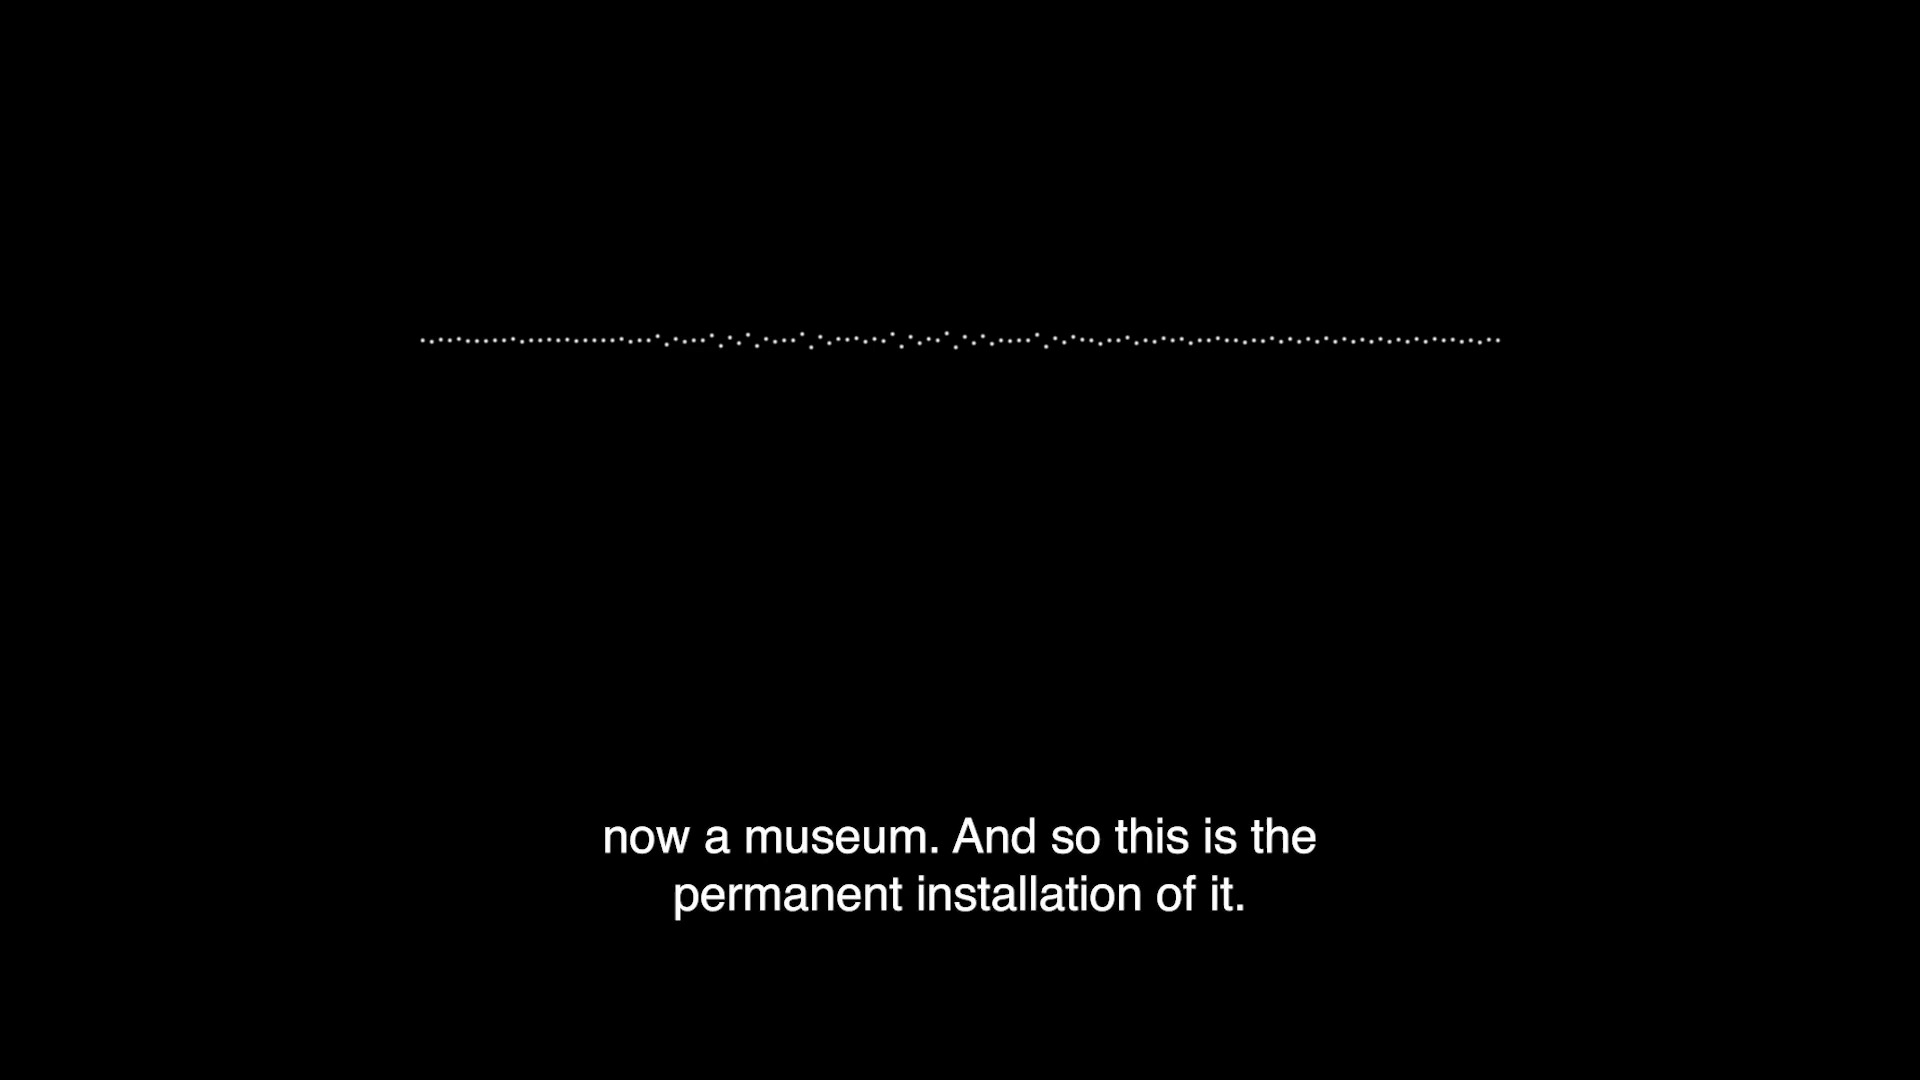 now a museum. And so this is the
permanent installation of it.